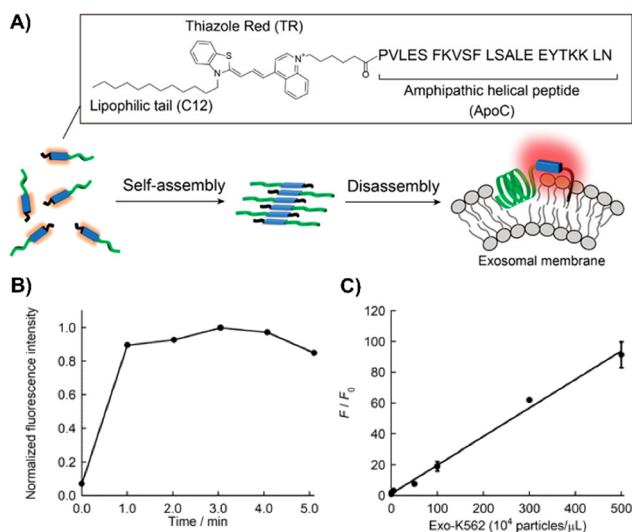 A)
Thiazole Red (TR)
S
N
N+
O
PVLES FKVSF LSALE EYTKK LN
Lipophilic tail (C12)
Amphipathic helical peptide
(ApoC)
Self-assembly
Disassembly
Exosomal membrane
B)
Normalized fluorescence intensity
1.0
0.8
0.6
0.4
0.2
0.0
0.0 1.0 2.0 3.0 4.0 5.0
Time / min
C)
F / F0
120
100
80
60
40
20
0
0 100 200 300 400 500
Exo-K562 (10⁴ particles/μL)